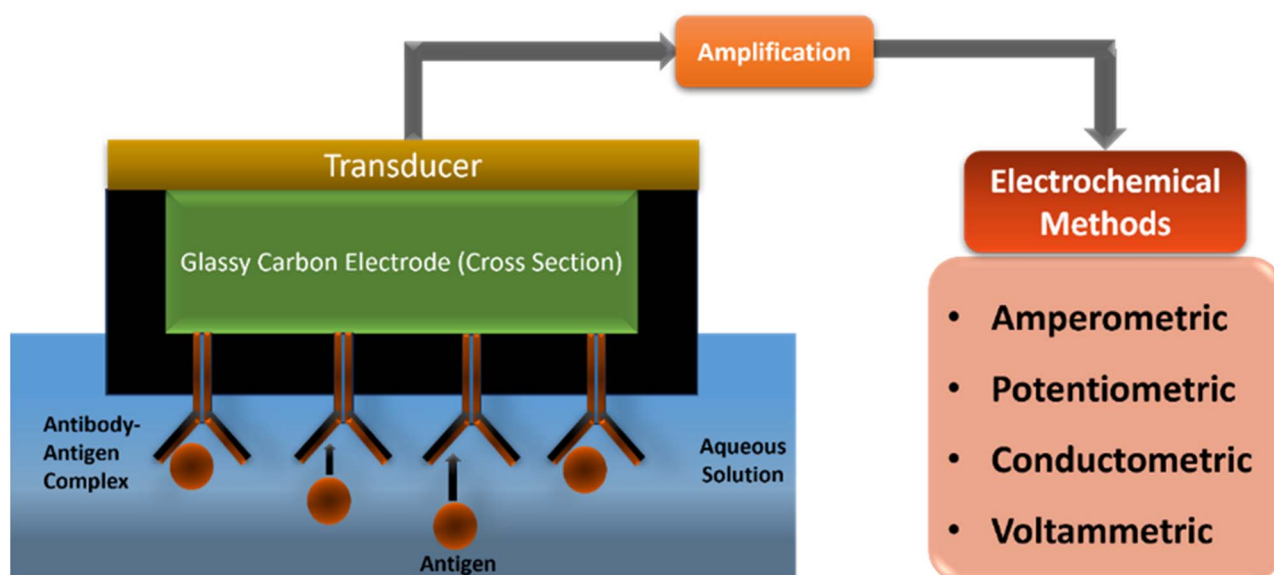 Amplification
Transducer
Glassy Carbon Electrode (Cross Section)
Antibody-
Antigen
Complex
Aqueous
Solution
Antigen
Electrochemical
Methods
• Amperometric
• Potentiometric
• Conductometric
• Voltammetric